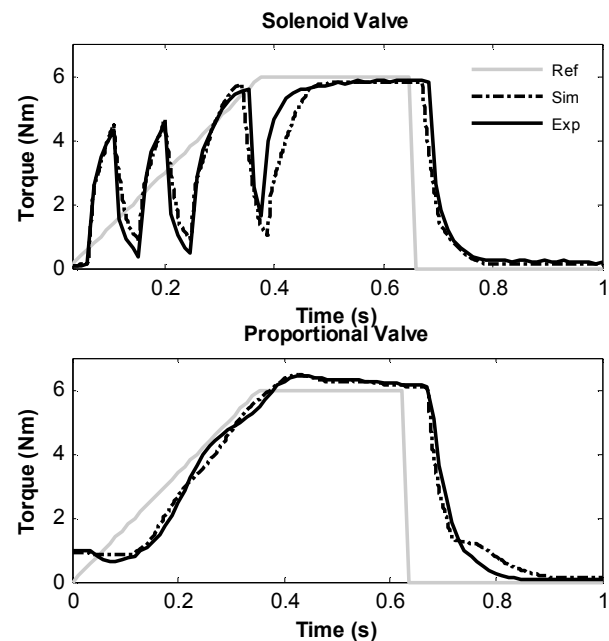 Solenoid Valve
6
4
2
0
Torque (Nm)
Ref
Sim
Exp
0.2 0.4 0.6 0.8 1
Time (s)
Proportional Valve
6
4
2
0
Torque (Nm)
0 0.2 0.4 0.6 0.8 1
Time (s)